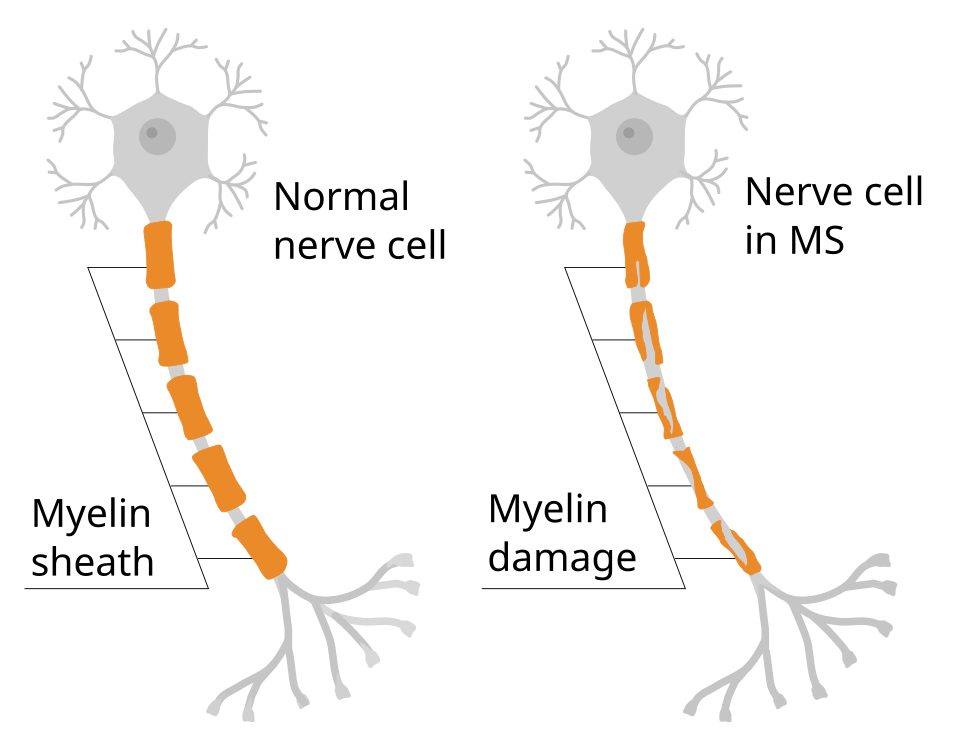 Normal
nerve cell
Myelin
sheath
Nerve cell
in MS
Myelin
damage